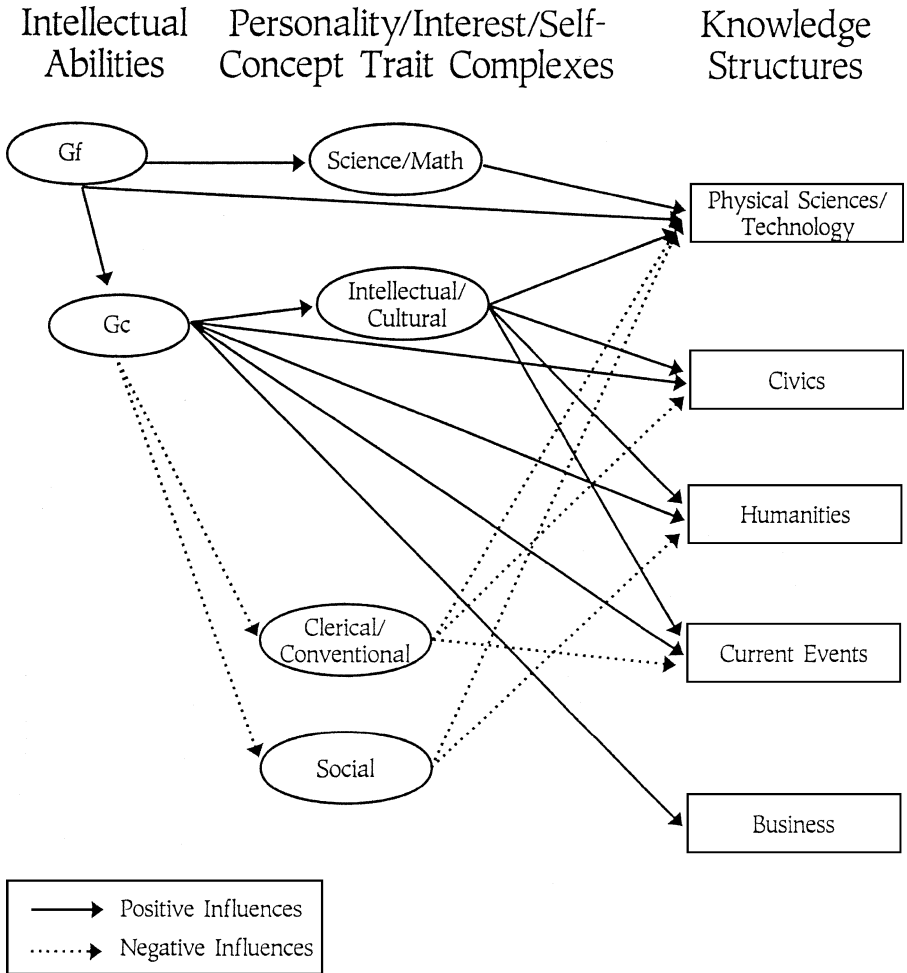 Intellectual
Abilities
Personality/Interest/Self-
Concept Trait Complexes
Knowledge
Structures
Gf
Science/Math
Physical Sciences/
Technology
Intellectual/
Cultural
Gc
Civics
Humanities
Clerical/
Conventional
Current Events
Social
Business
Positive Influences
Negative Influences